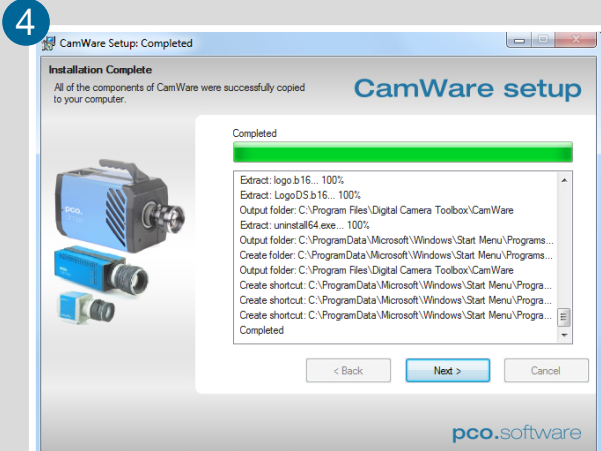 4
CamWare Setup: Completed
Installation Complete
All of the components of CamWare were successfully copied
to your computer.
CamWare setup
Completed
Extract: logo.b16... 100%
Extract: LogoDS.b16... 100%
Output folder: C:\Program Files\Digital Camera Toolbox\CamWare
Extract: uninstall64.exe... 100%
Output folder: C:\ProgramData\Microsoft\Windows\Start Menu\Programs...
Create folder: C:\ProgramData\Microsoft\Windows\Start Menu\Programs...
Output folder: C:\Program Files\Digital Camera Toolbox\CamWare
Create shortcut: C:\ProgramData\Microsoft\Windows\Start Menu\Progra...
Create shortcut: C:\ProgramData\Microsoft\Windows\Start Menu\Progra...
Create shortcut: C:\ProgramData\Microsoft\Windows\Start Menu\Progra...
Completed
pco.
< Back
Next >
Cancel
pco.software